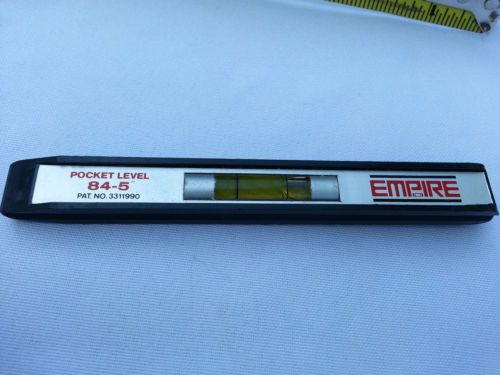 POCKET LEVEL
84-5"
PAT. NO. 3311990
EMPIRE